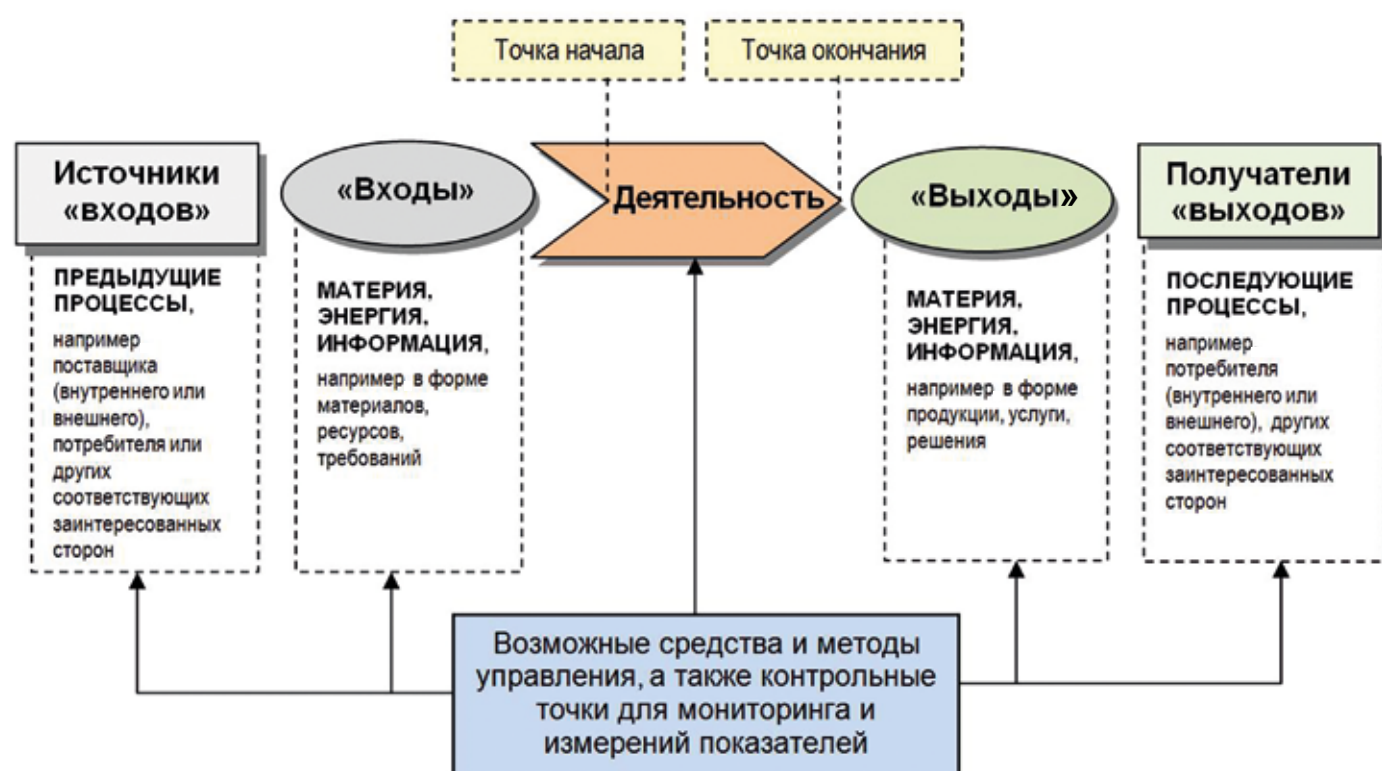 Точка начала
Точка окончания
Источники
«входов»
«Входы»
Деятельность
«Выходы»
Получатели
«выходов»
ПРЕДЫДУЩИЕ
ПРОЦЕССЫ,
например
поставщика
(внутреннего или
внешнего),
потребителя или
других
соответствующих
заинтересованных
сторон
МАТЕРИЯ,
ЭНЕРГИЯ,
ИНФОРМАЦИЯ,
например в форме
материалов,
ресурсов,
требований
МАТЕРИЯ,
ЭНЕРГИЯ,
ИНФОРМАЦИЯ,
например в форме
продукции, услуги,
решения
ПОСЛЕДУЮЩИЕ
ПРОЦЕССЫ,
например
потребителя
(внутреннего или
внешнего), других
соответствующих
заинтересованных
сторон
Возможные средства и методы
управления, а также контрольные
точки для мониторинга и
измерений показателей